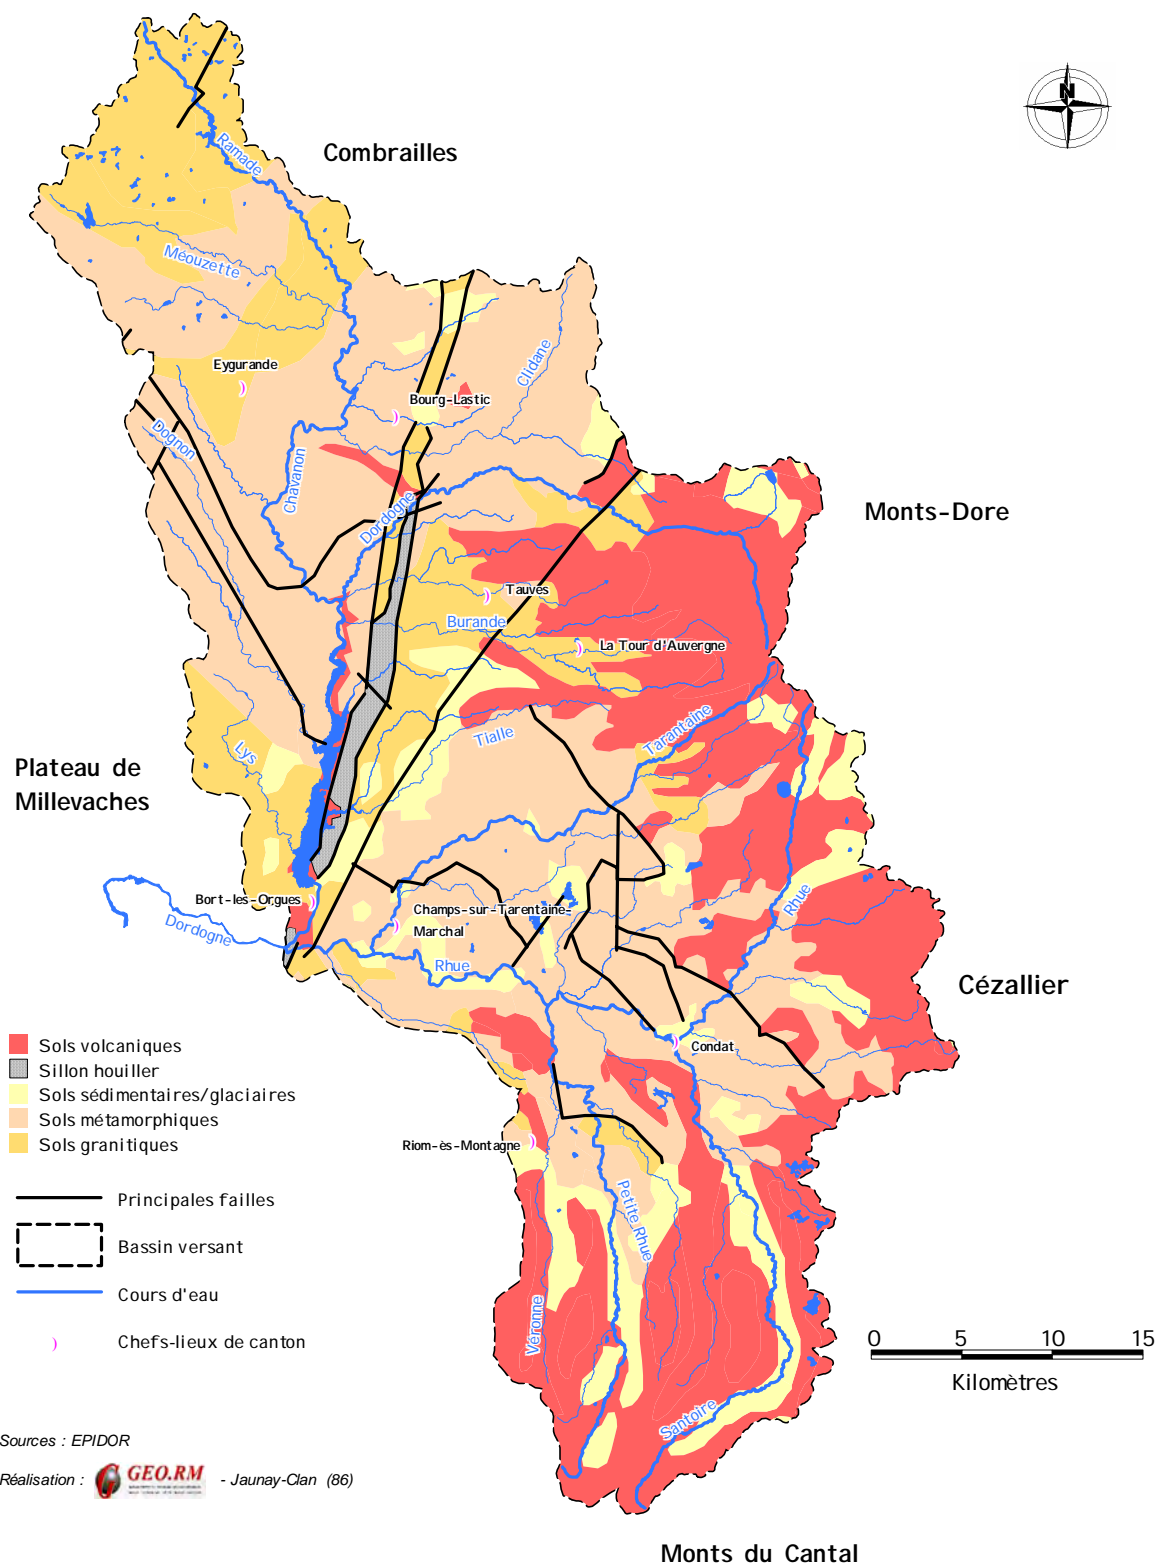 N
Combrailles
Ramade
Méouzette
Eygurande
Clidane
Bourg-Lastic
Dognon
Chavanon
Dordogne
Monts-Dore
Tauves
Burande
La Tour d'Auvergne
Tarantaine
Tialle
Lys
Plateau de
Millevaches
Bort-les-Orgues
Champs-sur-Tarentaine-
Marchal
Rhue
Dordogne
Rhue
Cézallier
Condat
Sols volcaniques
Sillon houiller
Sols sédimentaires/glaciaires
Sols métamorphiques
Sols granitiques
Riom-ès-Montagne
Principales failles
Petite Rhue
Bassin versant
Cours d'eau
Véronne
Chefs-lieux de canton
0 5 10 15
Kilomètres
Santoire
Sources : EPIDOR
Réalisation : GEO.RM - Jaunay-Clan (86)
Monts du Cantal